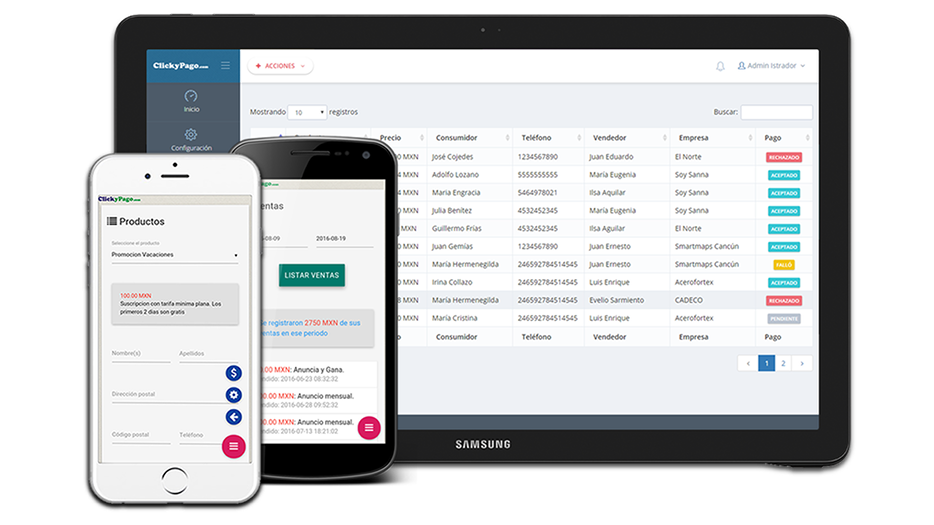 ClickyPago.com
ACCIONES
Admin Istrador
Inicio
Configuración
Mostrando 10 registros
Buscar:
Precio Consumidor Teléfono Vendedor Empresa Pago
0 MXN José Cojedes 1234567890 Juan Eduardo El Norte RECHAZADO
4 MXN Adolfo Lozano 5555555555 María Eugenia Soy Sanna ACEPTADO
4 MXN Maria Engracia 5464978021 Ilsa Aguilar Soy Sanna ACEPTADO
0 MXN Julia Benitez 4532452345 María Eugenia Soy Sanna ACEPTADO
MXN Guillermo Frías 4532452345 Ilsa Aguilar El Norte ACEPTADO
0 MXN Juan Gemías 1234567890 Juan Ernesto Smartmaps Cancún ACEPTADO
0 MXN María Hermenegilda 246592784514545 Juan Ernesto Smartmaps Cancún FALLÓ
0 MXN Irina Collazo 246592784514545 Luis Enrique Acerofortex ACEPTADO
8 MXN María Hermenegilda 246592784514545 Evelio Sarmiento CADECO RECHAZADO
8 MXN María Cristina 246592784514545 Luis Enrique Acerofortex PENDIENTE
o Consumidor Teléfono Vendedor Empresa Pago
< 1 2 >
SAMSUNG
ClickyPago.com
Productos
Seleccione el producto
Promocion Vacaciones
100.00 MXN
Suscripcion con tarifa minima plana. Los
primeros 2 dias son gratis
Nombre(s) Apellidos
Dirección postal
Código postal Teléfono
Pago.com
entas
-08-09 2016-08-19
LISTAR VENTAS
e registraron 2750 MXN de sus
entas en ese periodo
0.00 MXN: Anuncia y Gana.
ndido: 2016-06-23 08:32:32
00.00 MXN: Anuncio mensual.
ndido: 2016-06-28 09:52:32
00.00 MXN: Anuncio mensual.
ndido: 2016-07-13 18:21:02